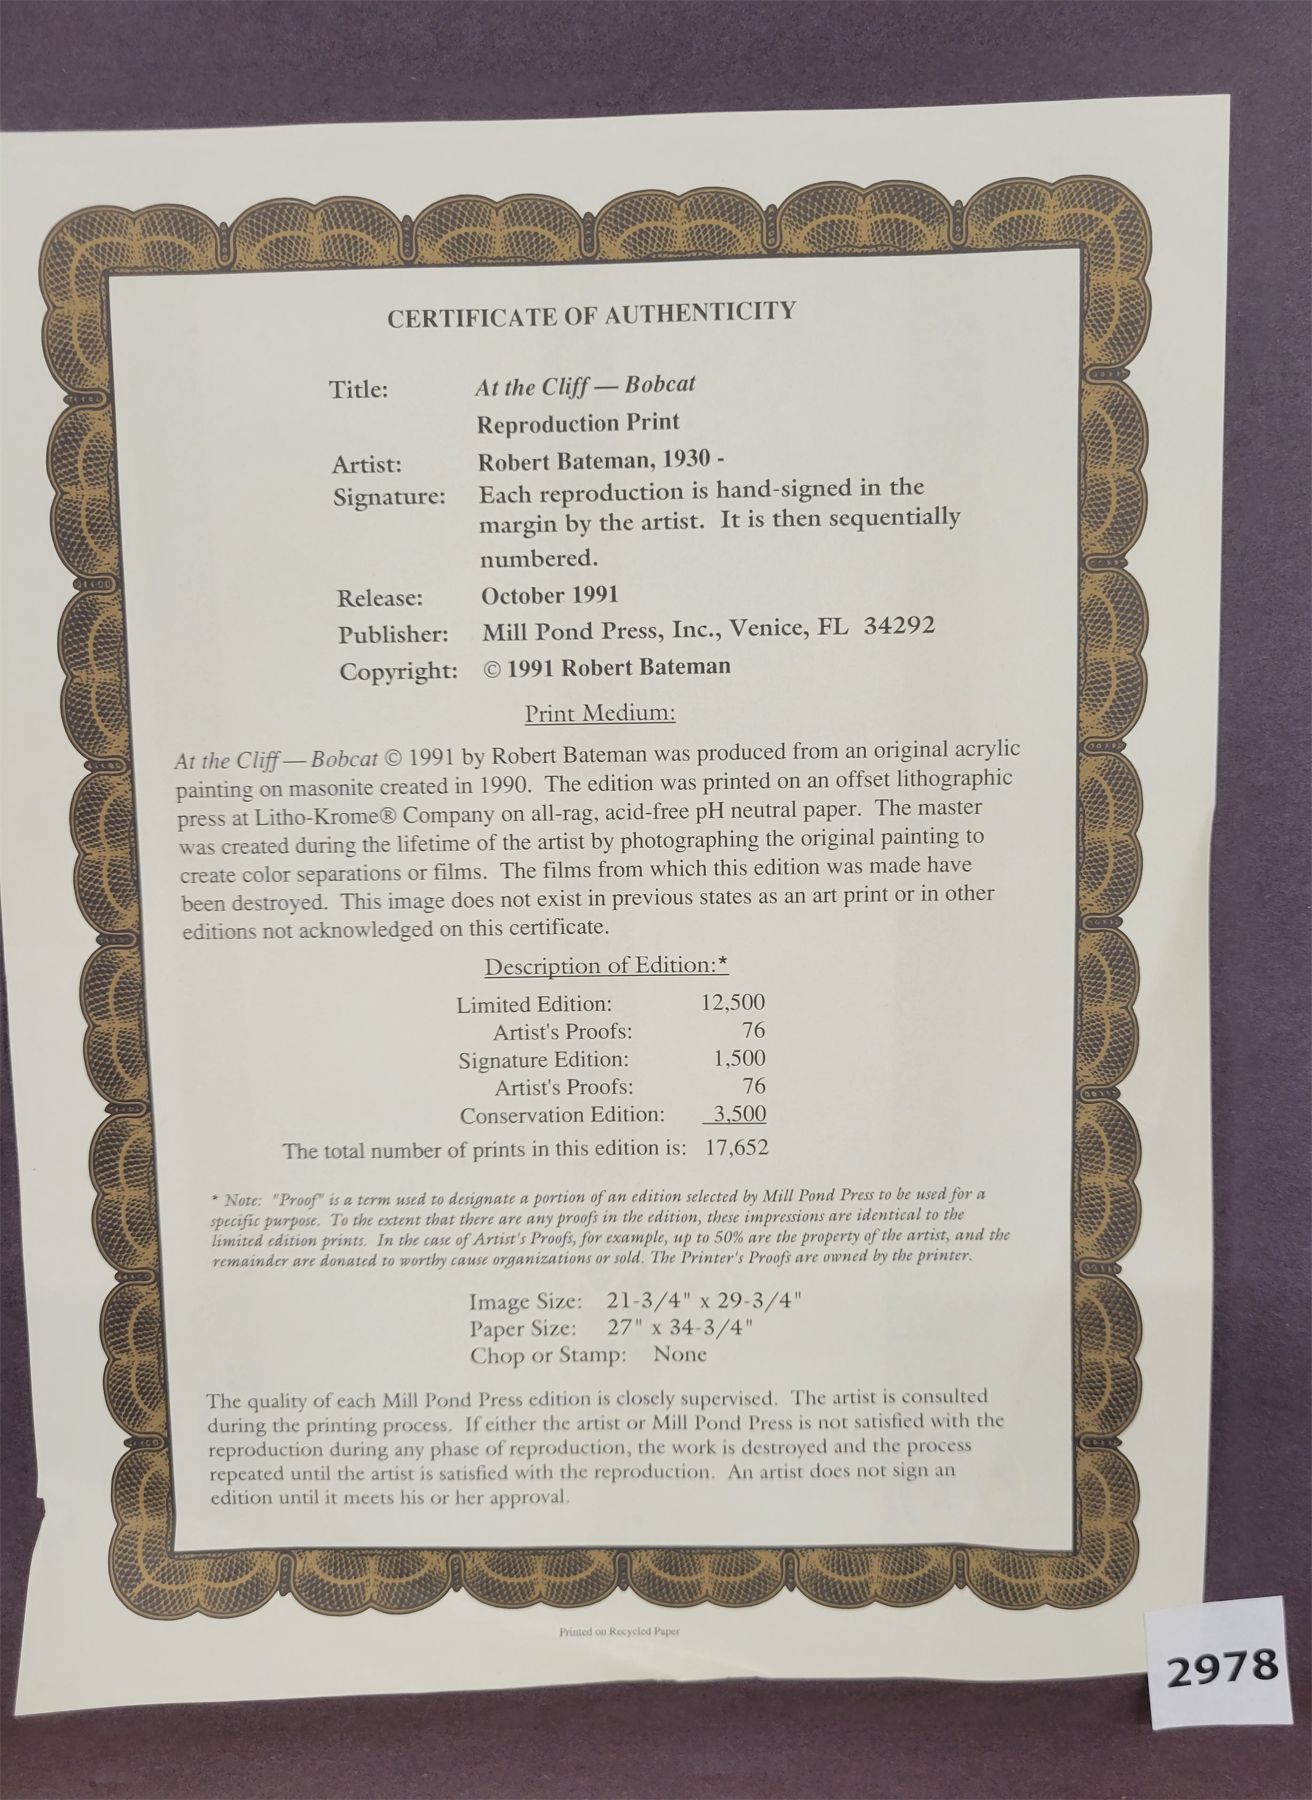 CERTIFICATE OF AUTHENTICITY
Title: At the Cliff — Bobcat
Reproduction Print
Artist: Robert Bateman, 1930 -
Signature: Each reproduction is hand-signed in the
margin by the artist. It is then sequentially
numbered.
Release: October 1991
Publisher: Mill Pond Press, Inc., Venice, FL 34292
Copyright: © 1991 Robert Bateman
Print Medium:
At the Cliff — Bobcat © 1991 by Robert Bateman was produced from an original acrylic
painting on masonite created in 1990. The edition was printed on an offset lithographic
press at Litho-Krome® Company on all-rag, acid-free pH neutral paper. The master
was created during the lifetime of the artist by photographing the original painting to
create color separations or films. The films from which this edition was made have
been destroyed. This image does not exist in previous states as an art print or in other
editions not acknowledged on this certificate.
Description of Edition:*
Limited Edition: 12,500
Artist's Proofs: 76
Signature Edition: 1,500
Artist's Proofs: 76
Conservation Edition: 3,500
The total number of prints in this edition is: 17,652
* Note: "Proof" is a term used to designate a portion of an edition selected by Mill Pond Press to be used for a
specific purpose. To the extent that there are any proofs in the edition, these impressions are identical to the
limited edition prints. In the case of Artist's Proofs, for example, up to 50% are the property of the artist, and the
remainder are donated to worthy cause organizations or sold. The Printer's Proofs are owned by the printer.
Image Size: 21-3/4" x 29-3/4"
Paper Size: 27" x 34-3/4"
Chop or Stamp: None
The quality of each Mill Pond Press edition is closely supervised. The artist is consulted
during the printing process. If either the artist or Mill Pond Press is not satisfied with the
reproduction during any phase of reproduction, the work is destroyed and the process
repeated until the artist is satisfied with the reproduction. An artist does not sign an
edition until it meets his or her approval.
Printed on Recycled Paper
2978